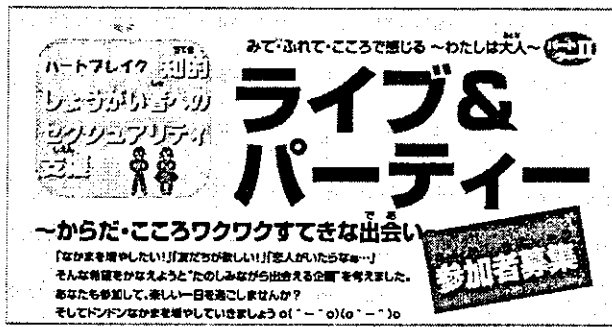 みて・ふれて・こころで感じる ～わたしは大人～
パートII
ハートブレイク 知的
しょうがい者への
セクシュアリティ
支援
ライブ&
パーティー
～からだ・こころワクワクすてきな出会い～
「なかまを増やしたい!」「友だちが欲しい!」「恋人がいたらなぁ…」
そんな希望をかなえようと"たのしみながら出会える企画"を考えました。
あなたも参加して、楽しい一日を過ごしませんか?
そしてドンドンなかまを増やしていきましょう o(＾－＾)(o＾－＾)o
参加者募集